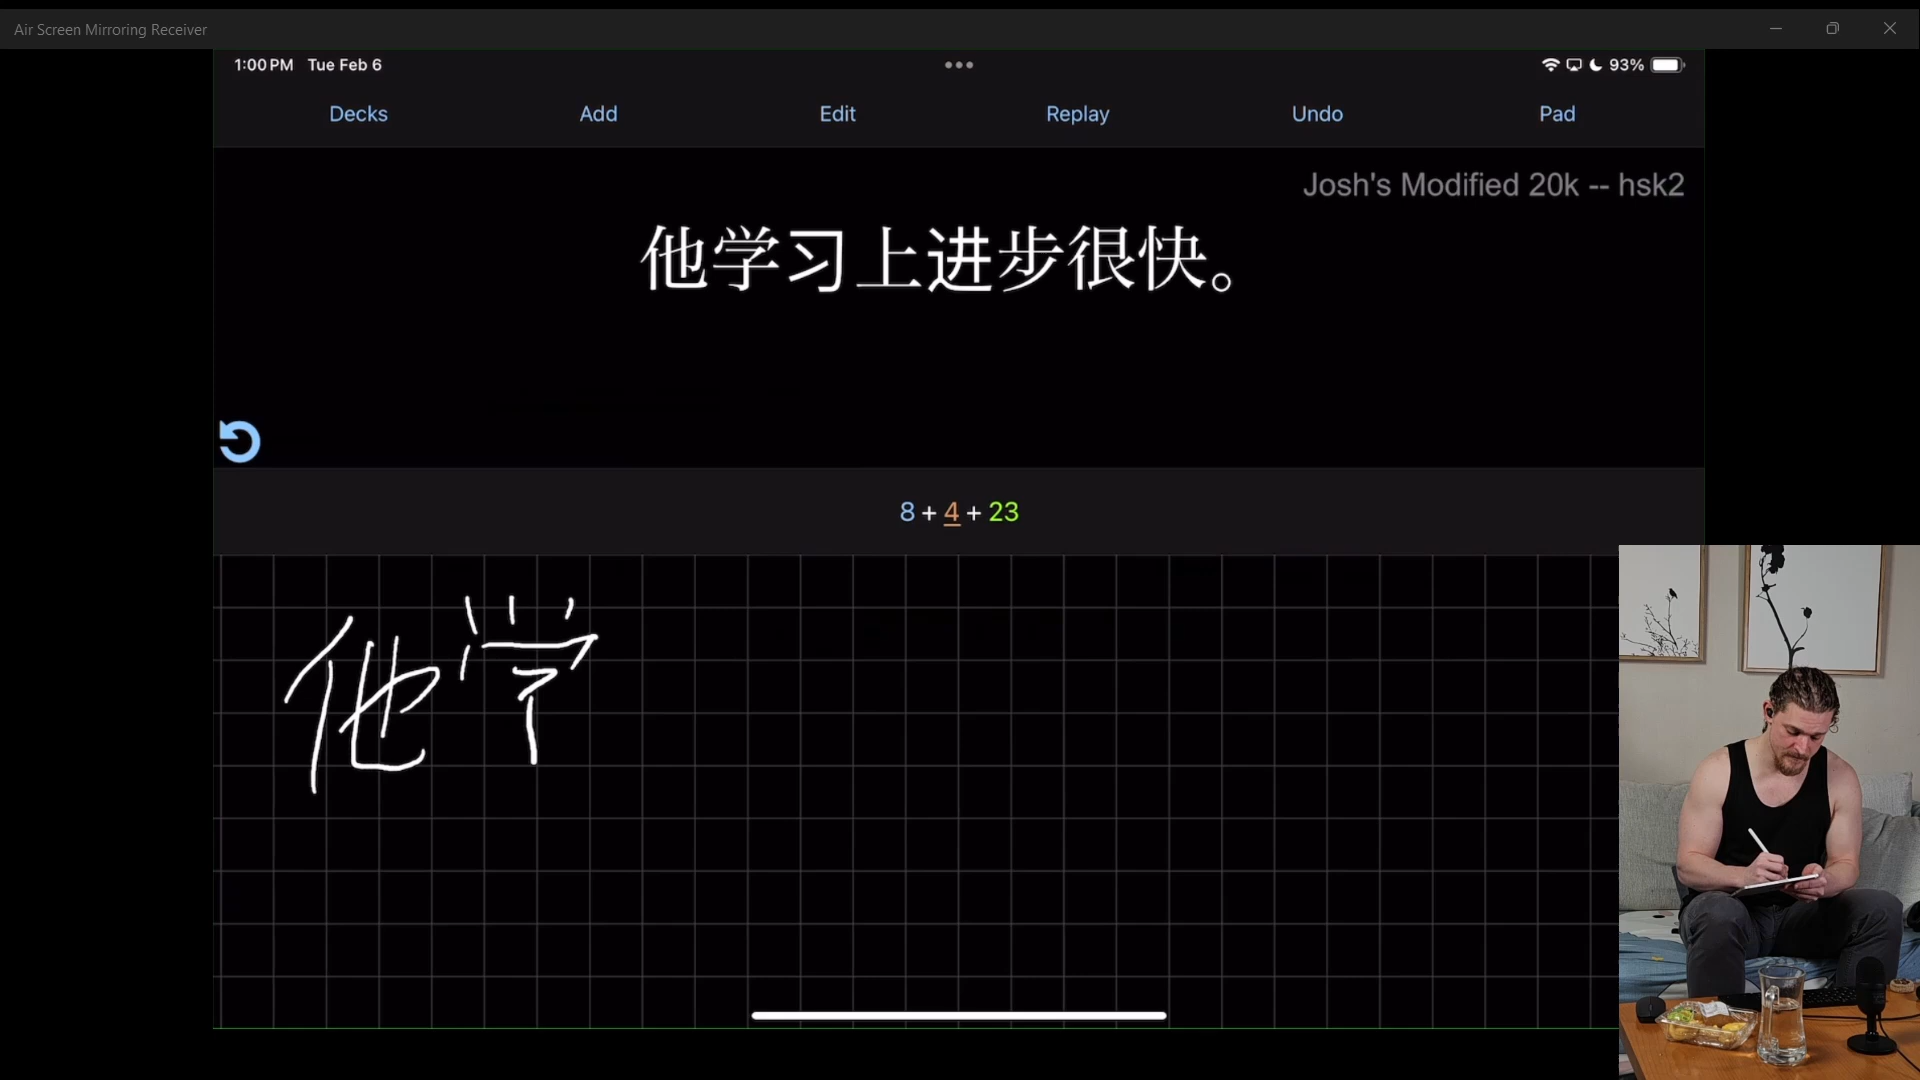 Air Screen Mirroring Receiver
1:00 PM Tue Feb 6
93%
Decks Add Edit Replay Undo Pad
Josh's Modified 20k -- hsk2
他学习上进步很快。
8 + 4 + 23
他学